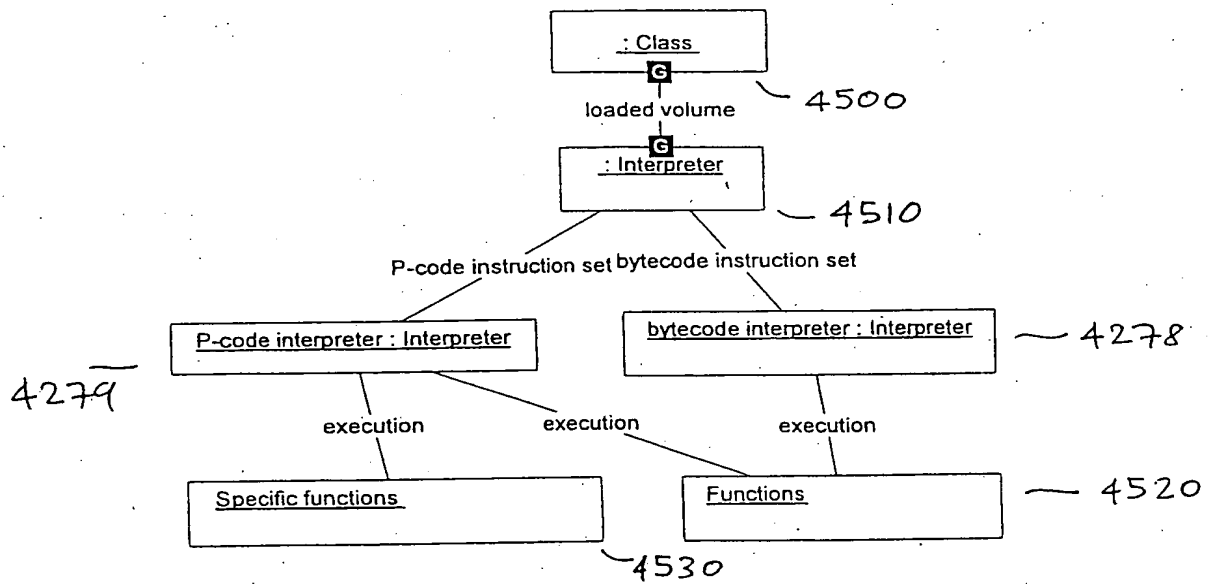 : Class
G
4500
loaded volume
G
: Interpreter
4510
P-code instruction set bytecode instruction set
P-code interpreter : Interpreter
bytecode interpreter : Interpreter
4278
4279
execution
execution
execution
Specific functions
Functions
4520
4530